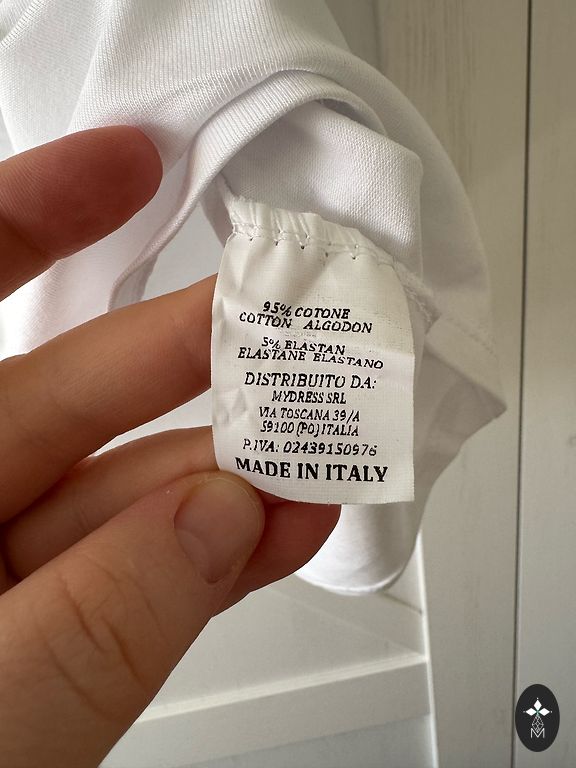 95% COTONE
COTTON ALGODON
5% ELASTAN
ELASTANE ELASTANO
DISTRIBUITO DA:
MYDRESS SRL
VIA TOSCANA 39/A
59100 (PO) ITALIA
P.IVA: 02439150976
MADE IN ITALY
M